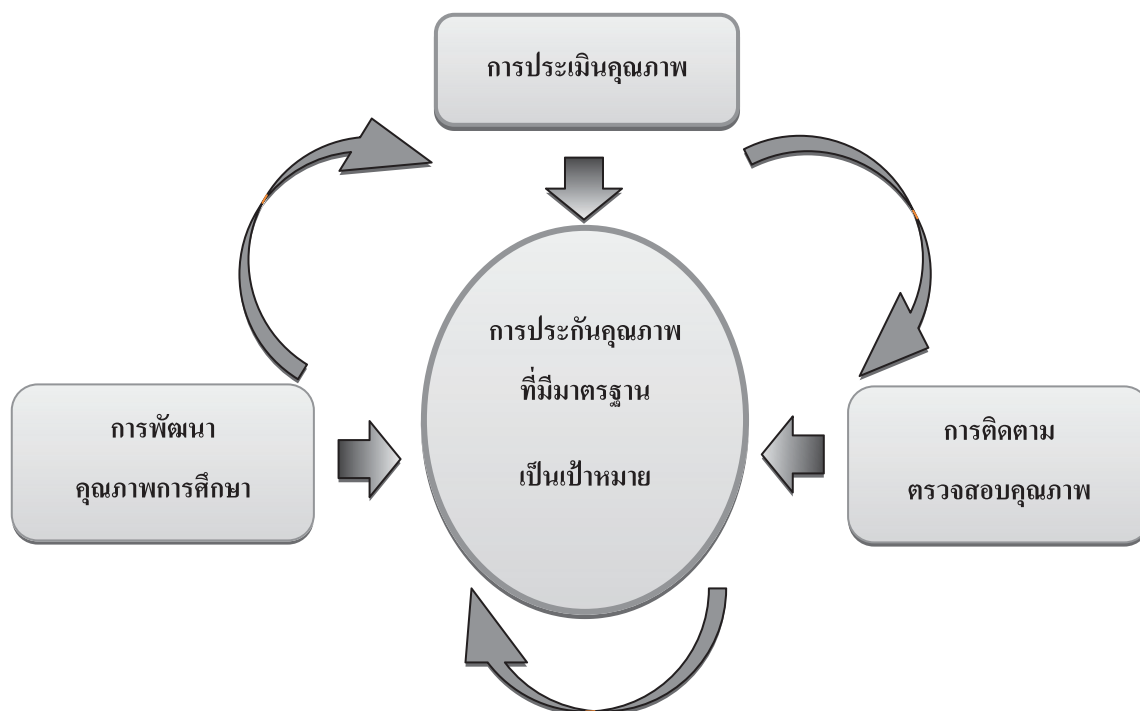 การประเมินคุณภาพ
การประกันคุณภาพ
ที่มีมาตรฐาน
เป็นเป้าหมาย
การพัฒนา
คุณภาพการศึกษา
การติดตาม
ตรวจสอบคุณภาพ